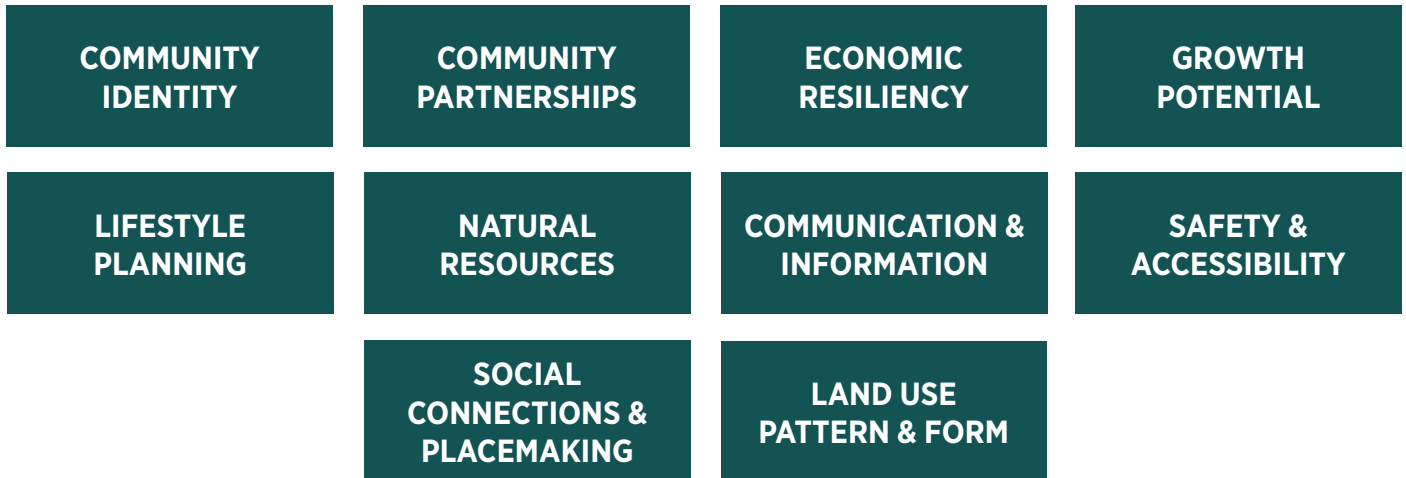 COMMUNITY
IDENTITY
COMMUNITY
PARTNERSHIPS
ECONOMIC
RESILIENCY
GROWTH
POTENTIAL
LIFESTYLE
PLANNING
NATURAL
RESOURCES
COMMUNICATION &
INFORMATION
SAFETY &
ACCESSIBILITY
SOCIAL
CONNECTIONS &
PLACEMAKING
LAND USE
PATTERN & FORM